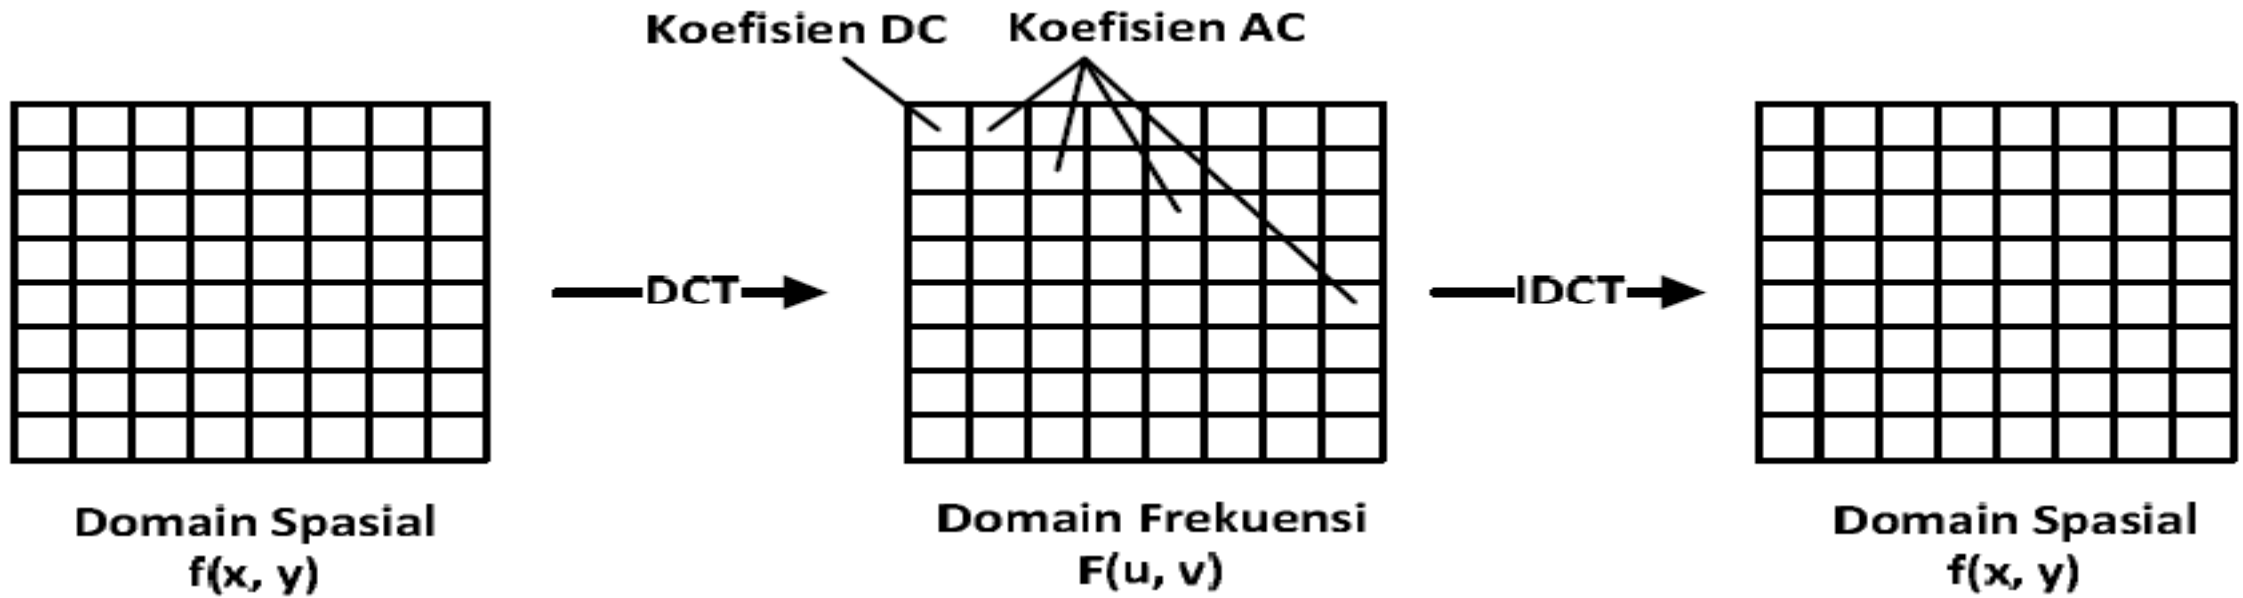 Koefisien DC
Koefisien AC
DCT
IDCT
Domain Spasial
f(x, y)
Domain Frekuensi
F(u, v)
Domain Spasial
f(x, y)